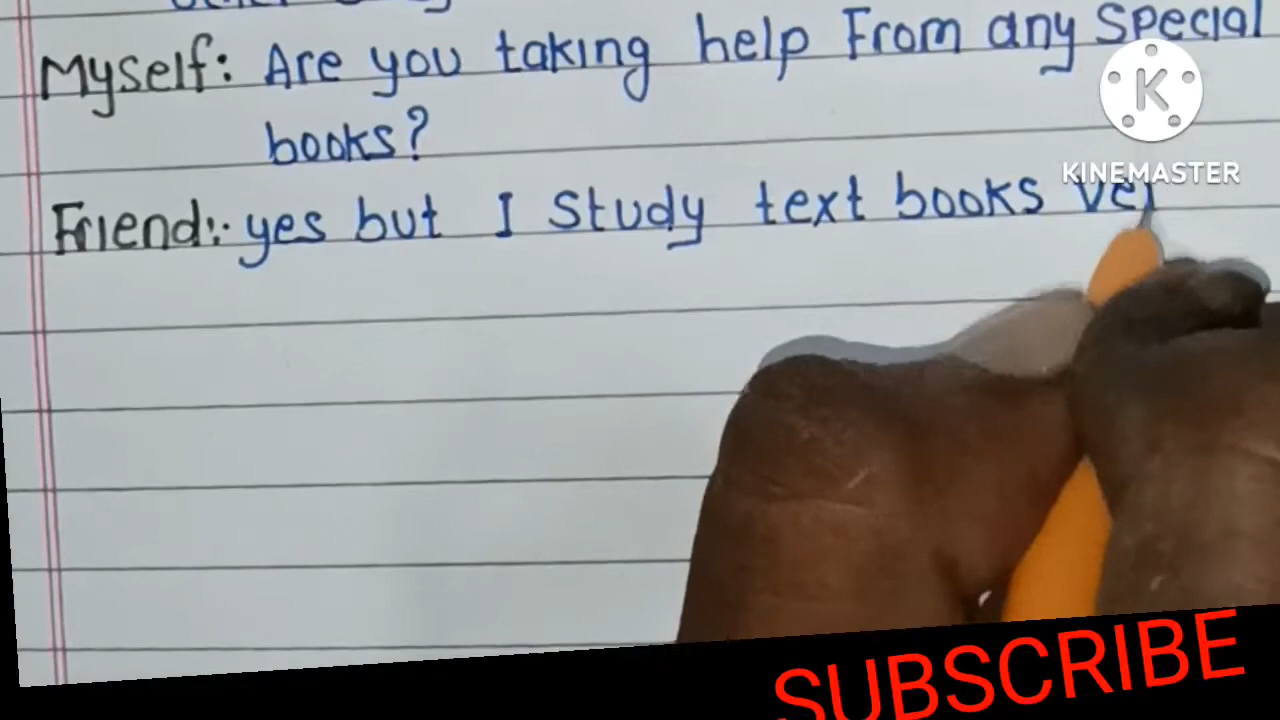 Myself: Are you taking help From any Special
books?
Friend:- yes but I Study text books
K
KINEMASTER
SUBSCRIBE